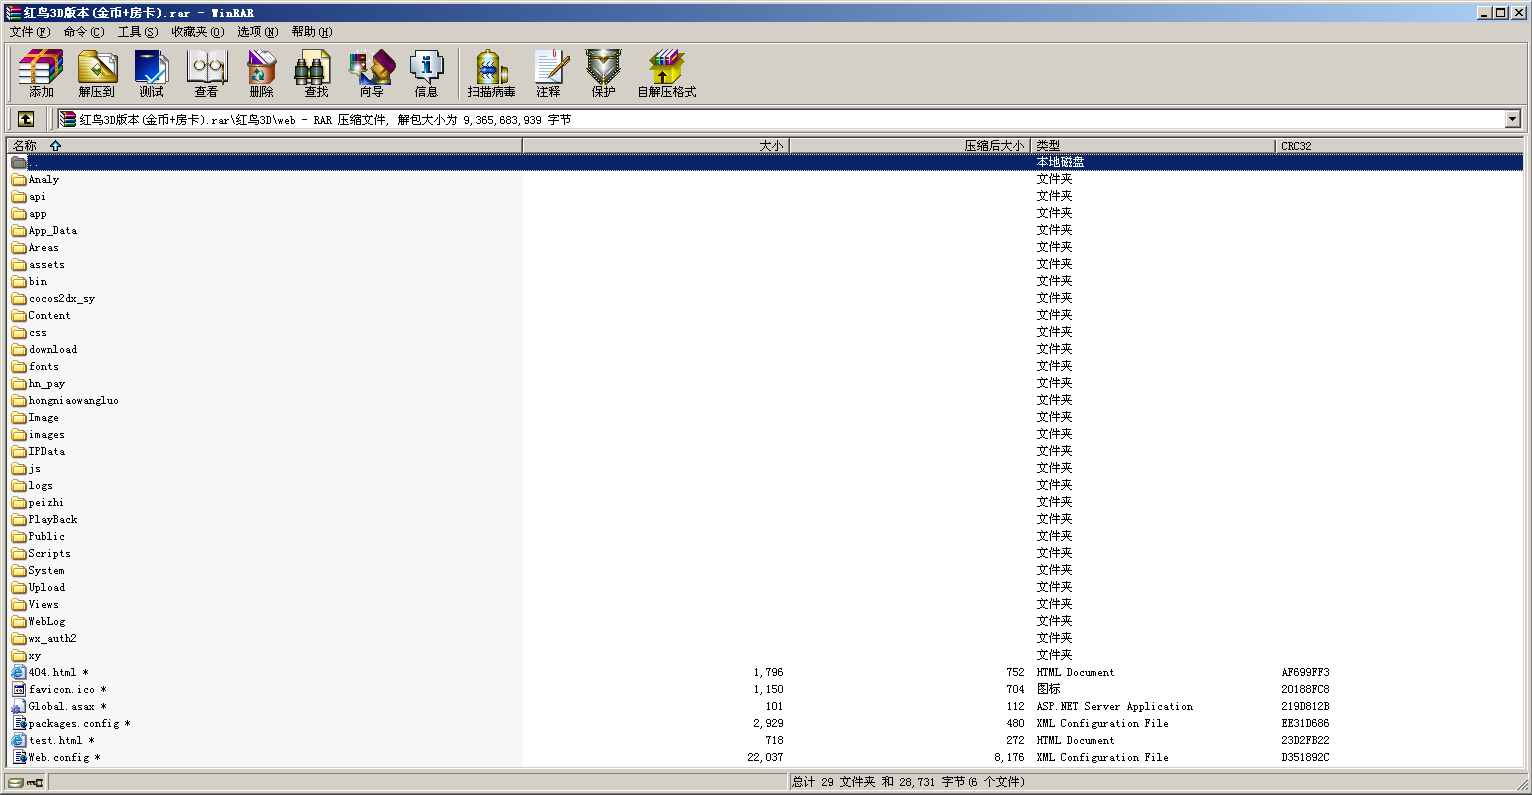 红鸟3D版本(金币+房卡).rar - WinRAR
文件(F) 命令(C) 工具(S) 收藏夹(O) 选项(N) 帮助(H)
添加 解压到 测试 查看 删除 查找 向导 信息 扫描病毒 注释 保护 自解压格式
红鸟3D版本(金币+房卡).rar\红鸟3D\web - RAR 压缩文件, 解包大小为 9,365,683,939 字节
名称 大小 压缩后大小 类型 CRC32
.. 本地磁盘
Analy 文件夹
api 文件夹
app 文件夹
App_Data 文件夹
Areas 文件夹
assets 文件夹
bin 文件夹
cocos2dx_sy 文件夹
Content 文件夹
css 文件夹
download 文件夹
fonts 文件夹
hn_pay 文件夹
hongniaowangluo 文件夹
Image 文件夹
images 文件夹
IPData 文件夹
js 文件夹
logs 文件夹
peizhi 文件夹
PlayBack 文件夹
Public 文件夹
Scripts 文件夹
System 文件夹
Upload 文件夹
Views 文件夹
WebLog 文件夹
wx_auth2 文件夹
xy 文件夹
404.html * 1,796 752 HTML Document AF699FF3
favicon.ico * 1,150 704 图标 20188FC8
Global.asax * 101 112 ASP.NET Server Application 219D812B
packages.config * 2,929 480 XML Configuration File EE31D686
test.html * 718 272 HTML Document 23D2FB22
Web.config * 22,037 8,176 XML Configuration File D351892C
总计 29 文件夹 和 28,731 字节(6 个文件)